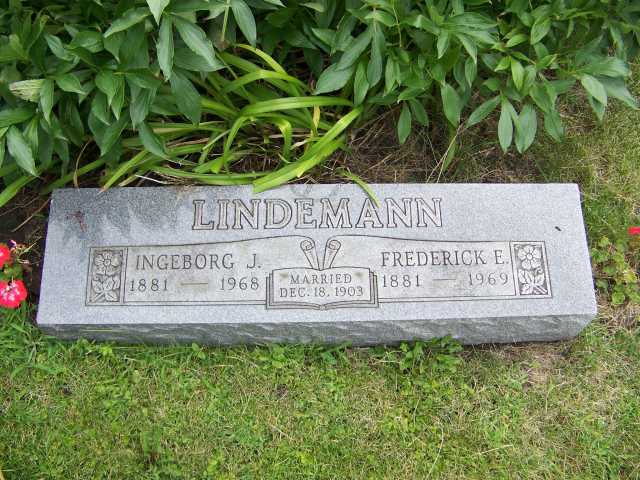 LINDEMANN
INGEBORG J.
1881 — 1968
MARRIED
DEC. 18, 1903
FREDERICK E.
1881 — 1969